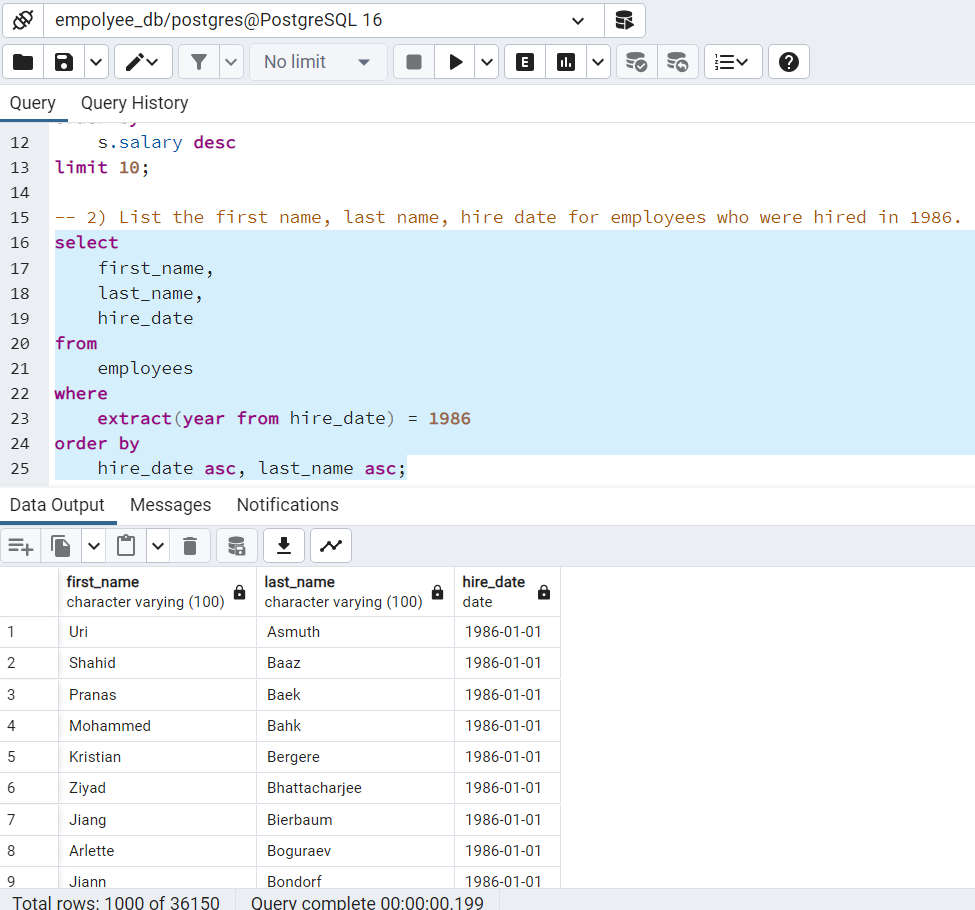 empolyee_db/postgres@PostgreSQL 16
No limit
E
Query Query History
12 s.salary desc
13 limit 10;
14
15 -- 2) List the first name, last name, hire date for employees who were hired in 1986.
16 select
17 first_name,
18 last_name,
19 hire_date
20 from
21 employees
22 where
23 extract(year from hire_date) = 1986
24 order by
25 hire_date asc, last_name asc;
Data Output Messages Notifications
first_name last_name hire_date
character varying (100) character varying (100) date
1 Uri Asmuth 1986-01-01
2 Shahid Baaz 1986-01-01
3 Pranas Baek 1986-01-01
4 Mohammed Bahk 1986-01-01
5 Kristian Bergere 1986-01-01
6 Ziyad Bhattacharjee 1986-01-01
7 Jiang Bierbaum 1986-01-01
8 Arlette Boguraev 1986-01-01
9 Jiann Bondorf 1986-01-01
Total rows: 1000 of 36150 Query complete 00:00:00.199